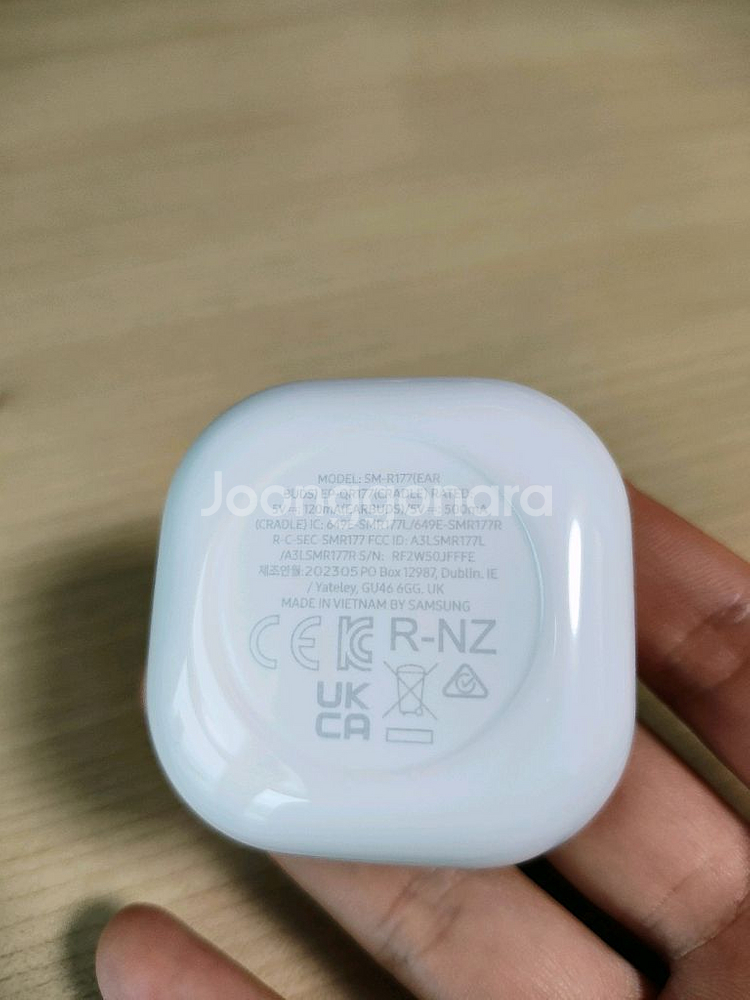 MODEL: SM-R177(EAR
BUDS) EP-QR177(CRADLE) RATED:
5V⎓120mA(EARBUDS)/5V⎓500mA
(CRADLE) IC: 649E-SMR177L/649E-SMR177R
R-C-SEC SMR177 FCC ID: A3LSMR177L
/A3LSMR177R S/N: RF2W50JFFFE
제조연월:202305 PO Box 12987, Dublin. IE
/ Yateley, GU46 6GG. UK
MADE IN VIETNAM BY SAMSUNG
CE KC R-NZ
UK
CA
Joonggonara